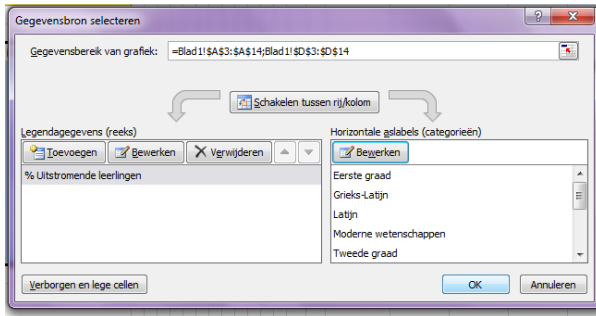 Gegevensbron selecteren
Gegevensbereik van grafiek: =Blad1!$A$3:$A$14;Blad1!$D$3:$D$14
Schakelen tussen rij/kolom
Legendagegevens (reeks)
Toevoegen Bewerken Verwijderen
% Uitstromende leerlingen
Horizontale aslabels (categorieën)
Bewerken
Eerste graad
Grieks-Latijn
Latijn
Moderne wetenschappen
Tweede graad
Verborgen en lege cellen
OK Annuleren